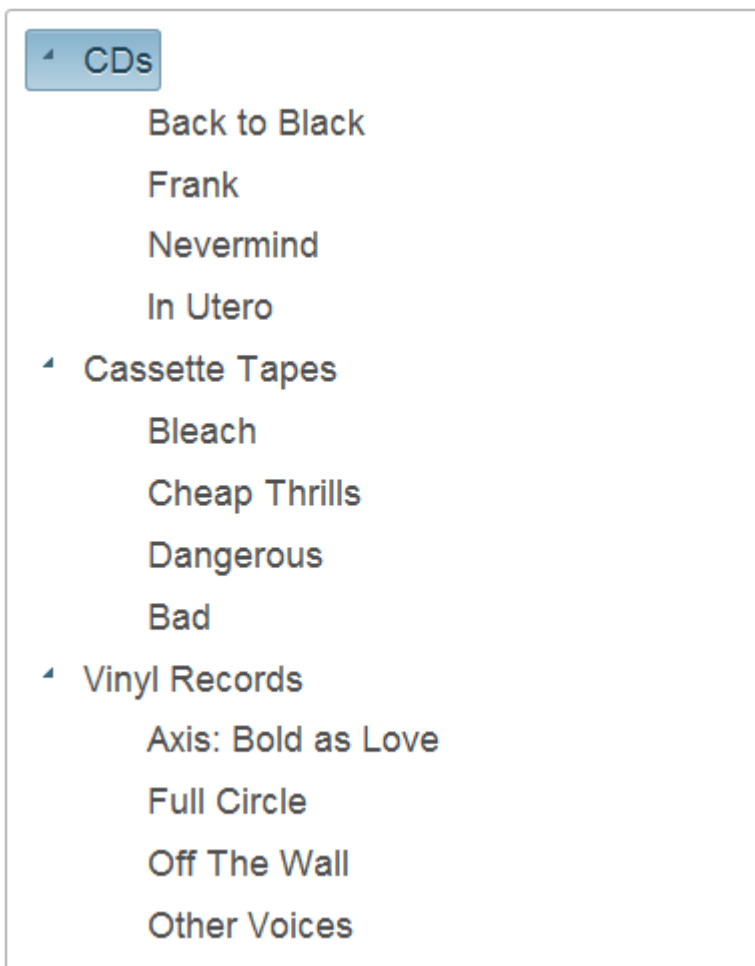 CDs
Back to Black
Frank
Nevermind
In Utero
Cassette Tapes
Bleach
Cheap Thrills
Dangerous
Bad
Vinyl Records
Axis: Bold as Love
Full Circle
Off The Wall
Other Voices